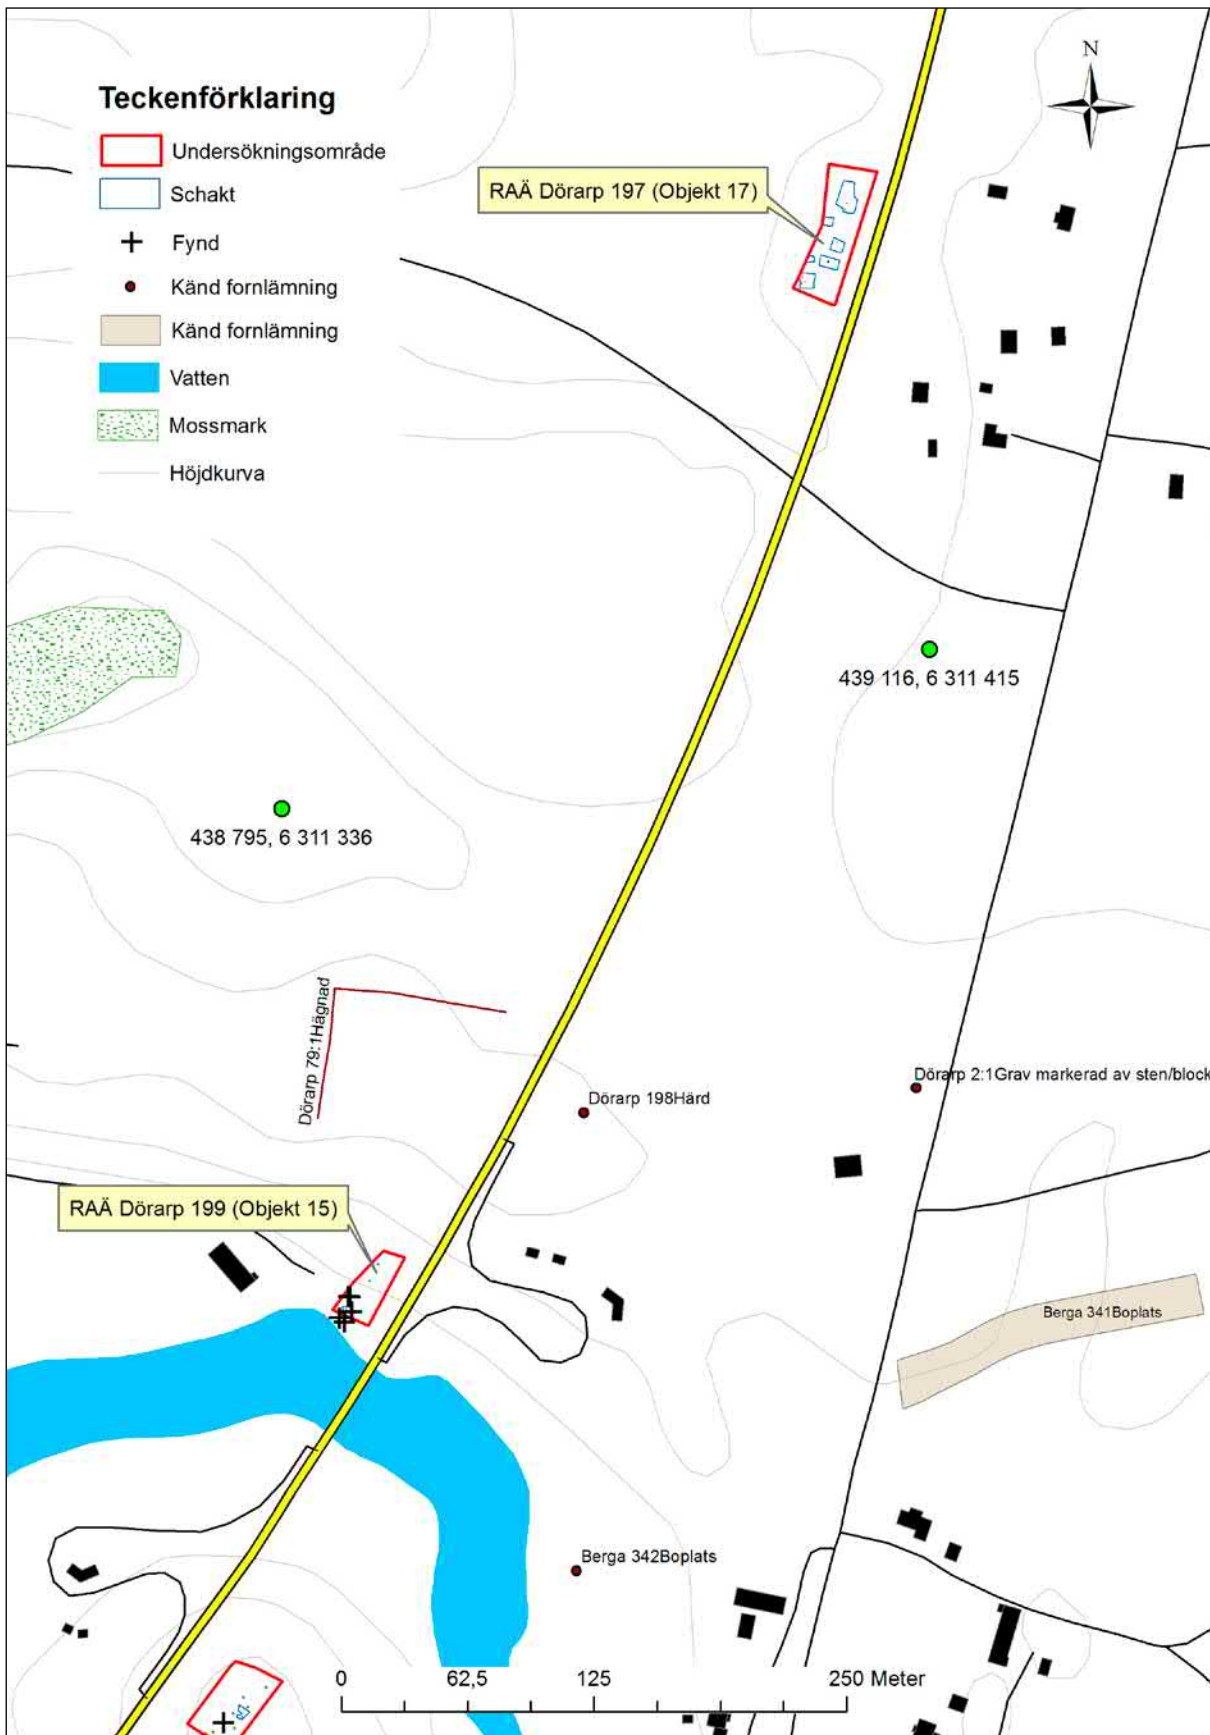 N
Teckenförklaring
Undersökningsområde
Schakt
Fynd
Känd fornlämning
Känd fornlämning
Vatten
Mossmark
Höjdkurva
RAÄ Dörarp 197 (Objekt 17)
439 116, 6 311 415
438 795, 6 311 336
Dörarp 79:1Hägnad
Dörarp 198Härd
Dörarp 2:1Grav markerad av sten/block
RAÄ Dörarp 199 (Objekt 15)
Berga 341Boplats
Berga 342Boplats
0 62,5 125 250 Meter